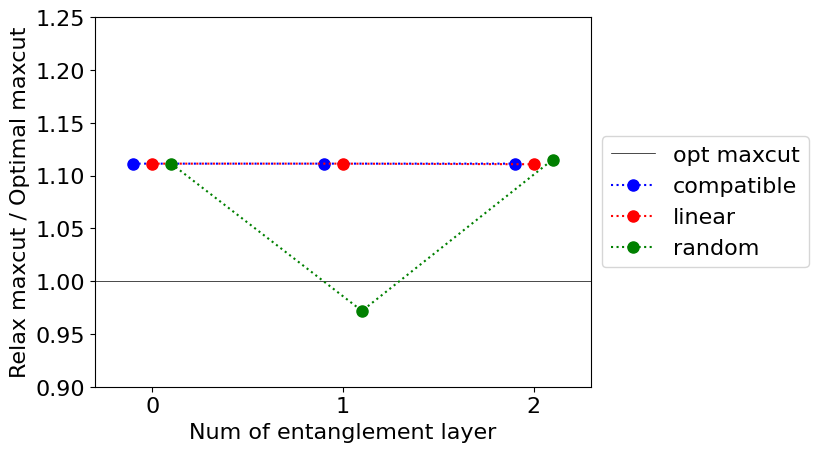 1.25
1.20
1.15
1.10
1.05
1.00
0.95
0.90
Relax maxcut / Optimal maxcut
0
1
2
Num of entanglement layer
opt maxcut
compatible
linear
random